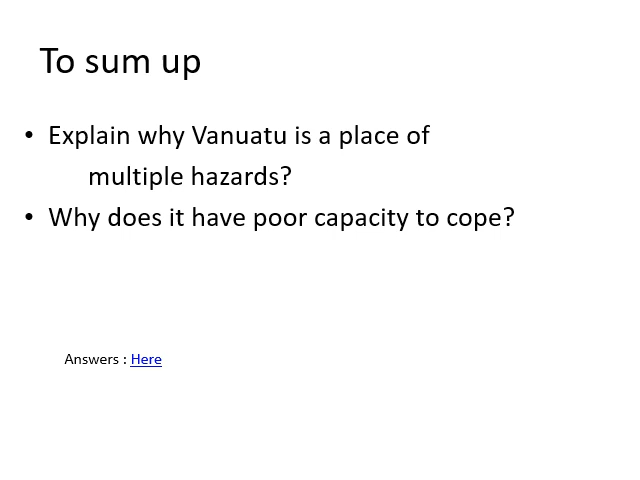 To sum up
• Explain why Vanuatu is a place of
multiple hazards?
• Why does it have poor capacity to cope?
Answers : Here